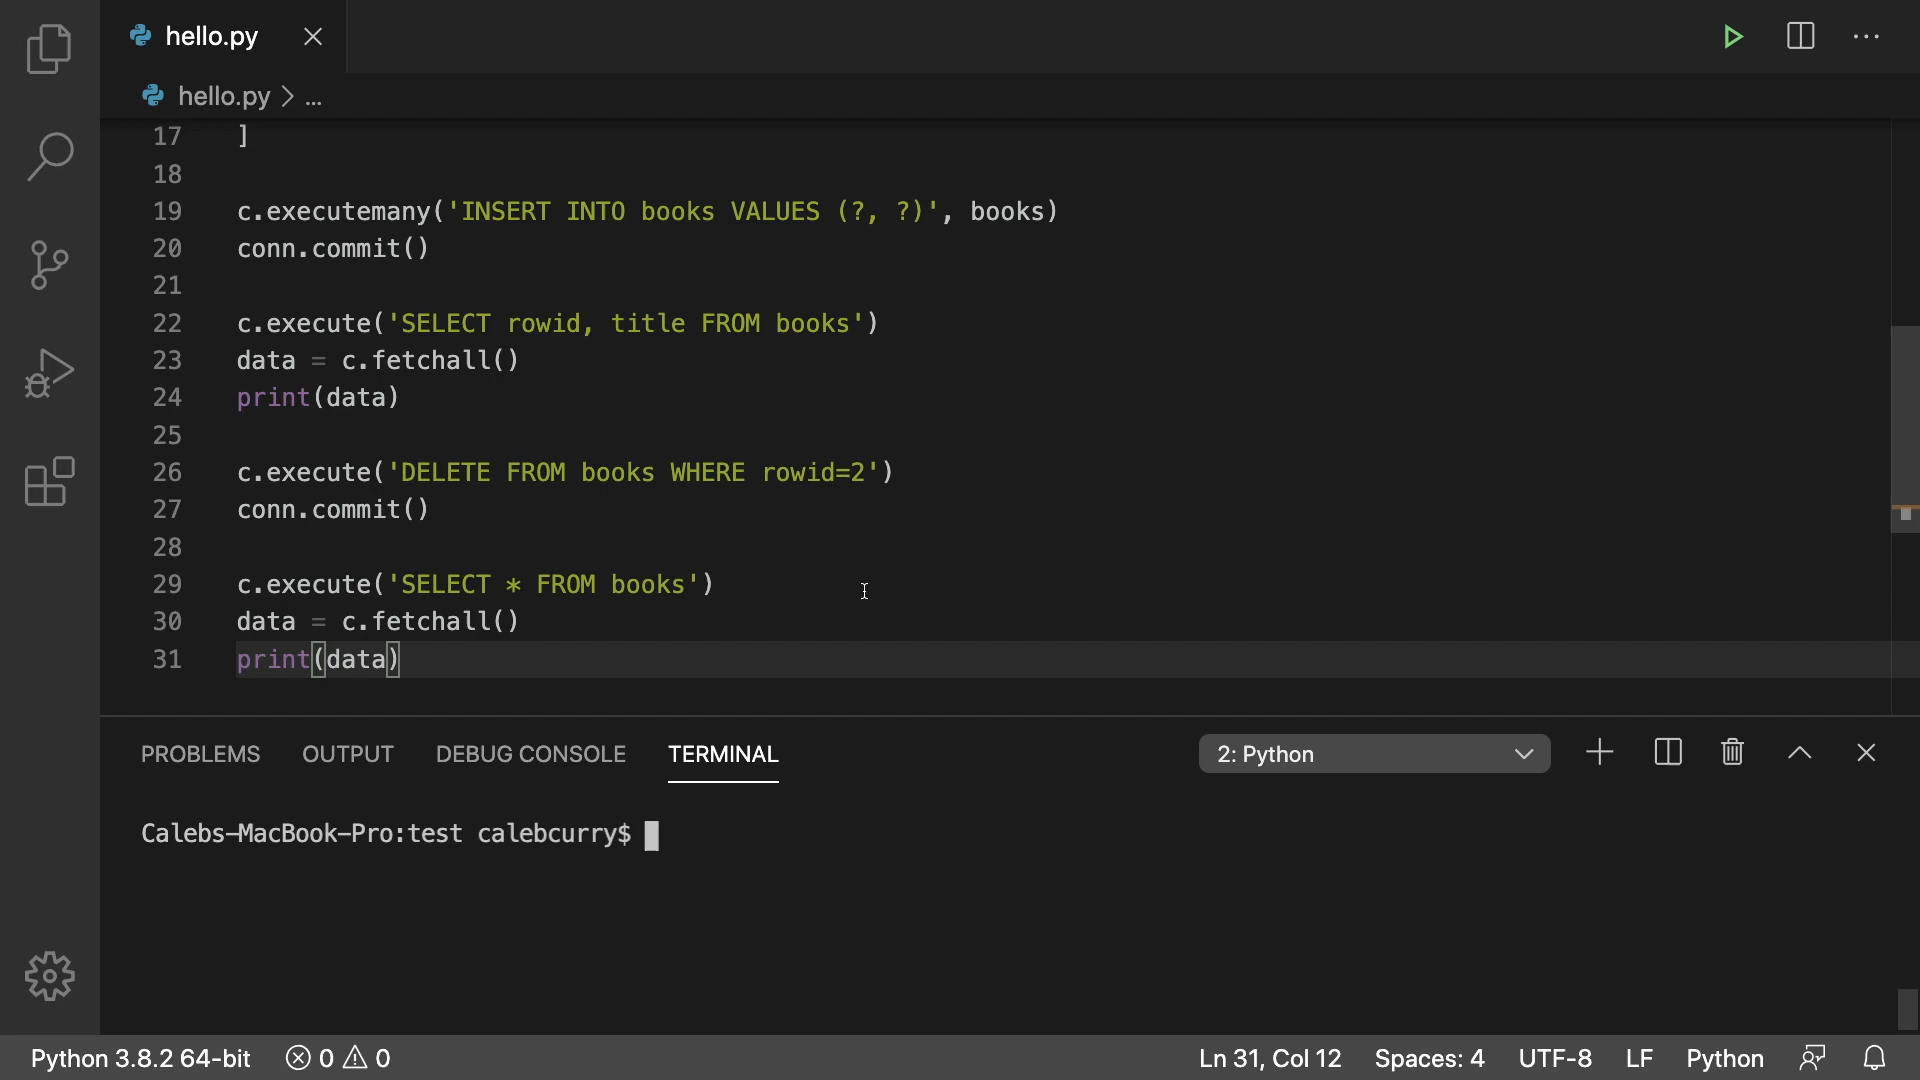 hello.py
hello.py > ...
17 ]
18
19 c.executemany('INSERT INTO books VALUES (?, ?)', books)
20 conn.commit()
21
22 c.execute('SELECT rowid, title FROM books')
23 data = c.fetchall()
24 print(data)
25
26 c.execute('DELETE FROM books WHERE rowid=2')
27 conn.commit()
28
29 c.execute('SELECT * FROM books')
30 data = c.fetchall()
31 print(data)
PROBLEMS OUTPUT DEBUG CONSOLE TERMINAL 2: Python
Calebs-MacBook-Pro:test calebcurry$
Python 3.8.2 64-bit 0 0 Ln 31, Col 12 Spaces: 4 UTF-8 LF Python